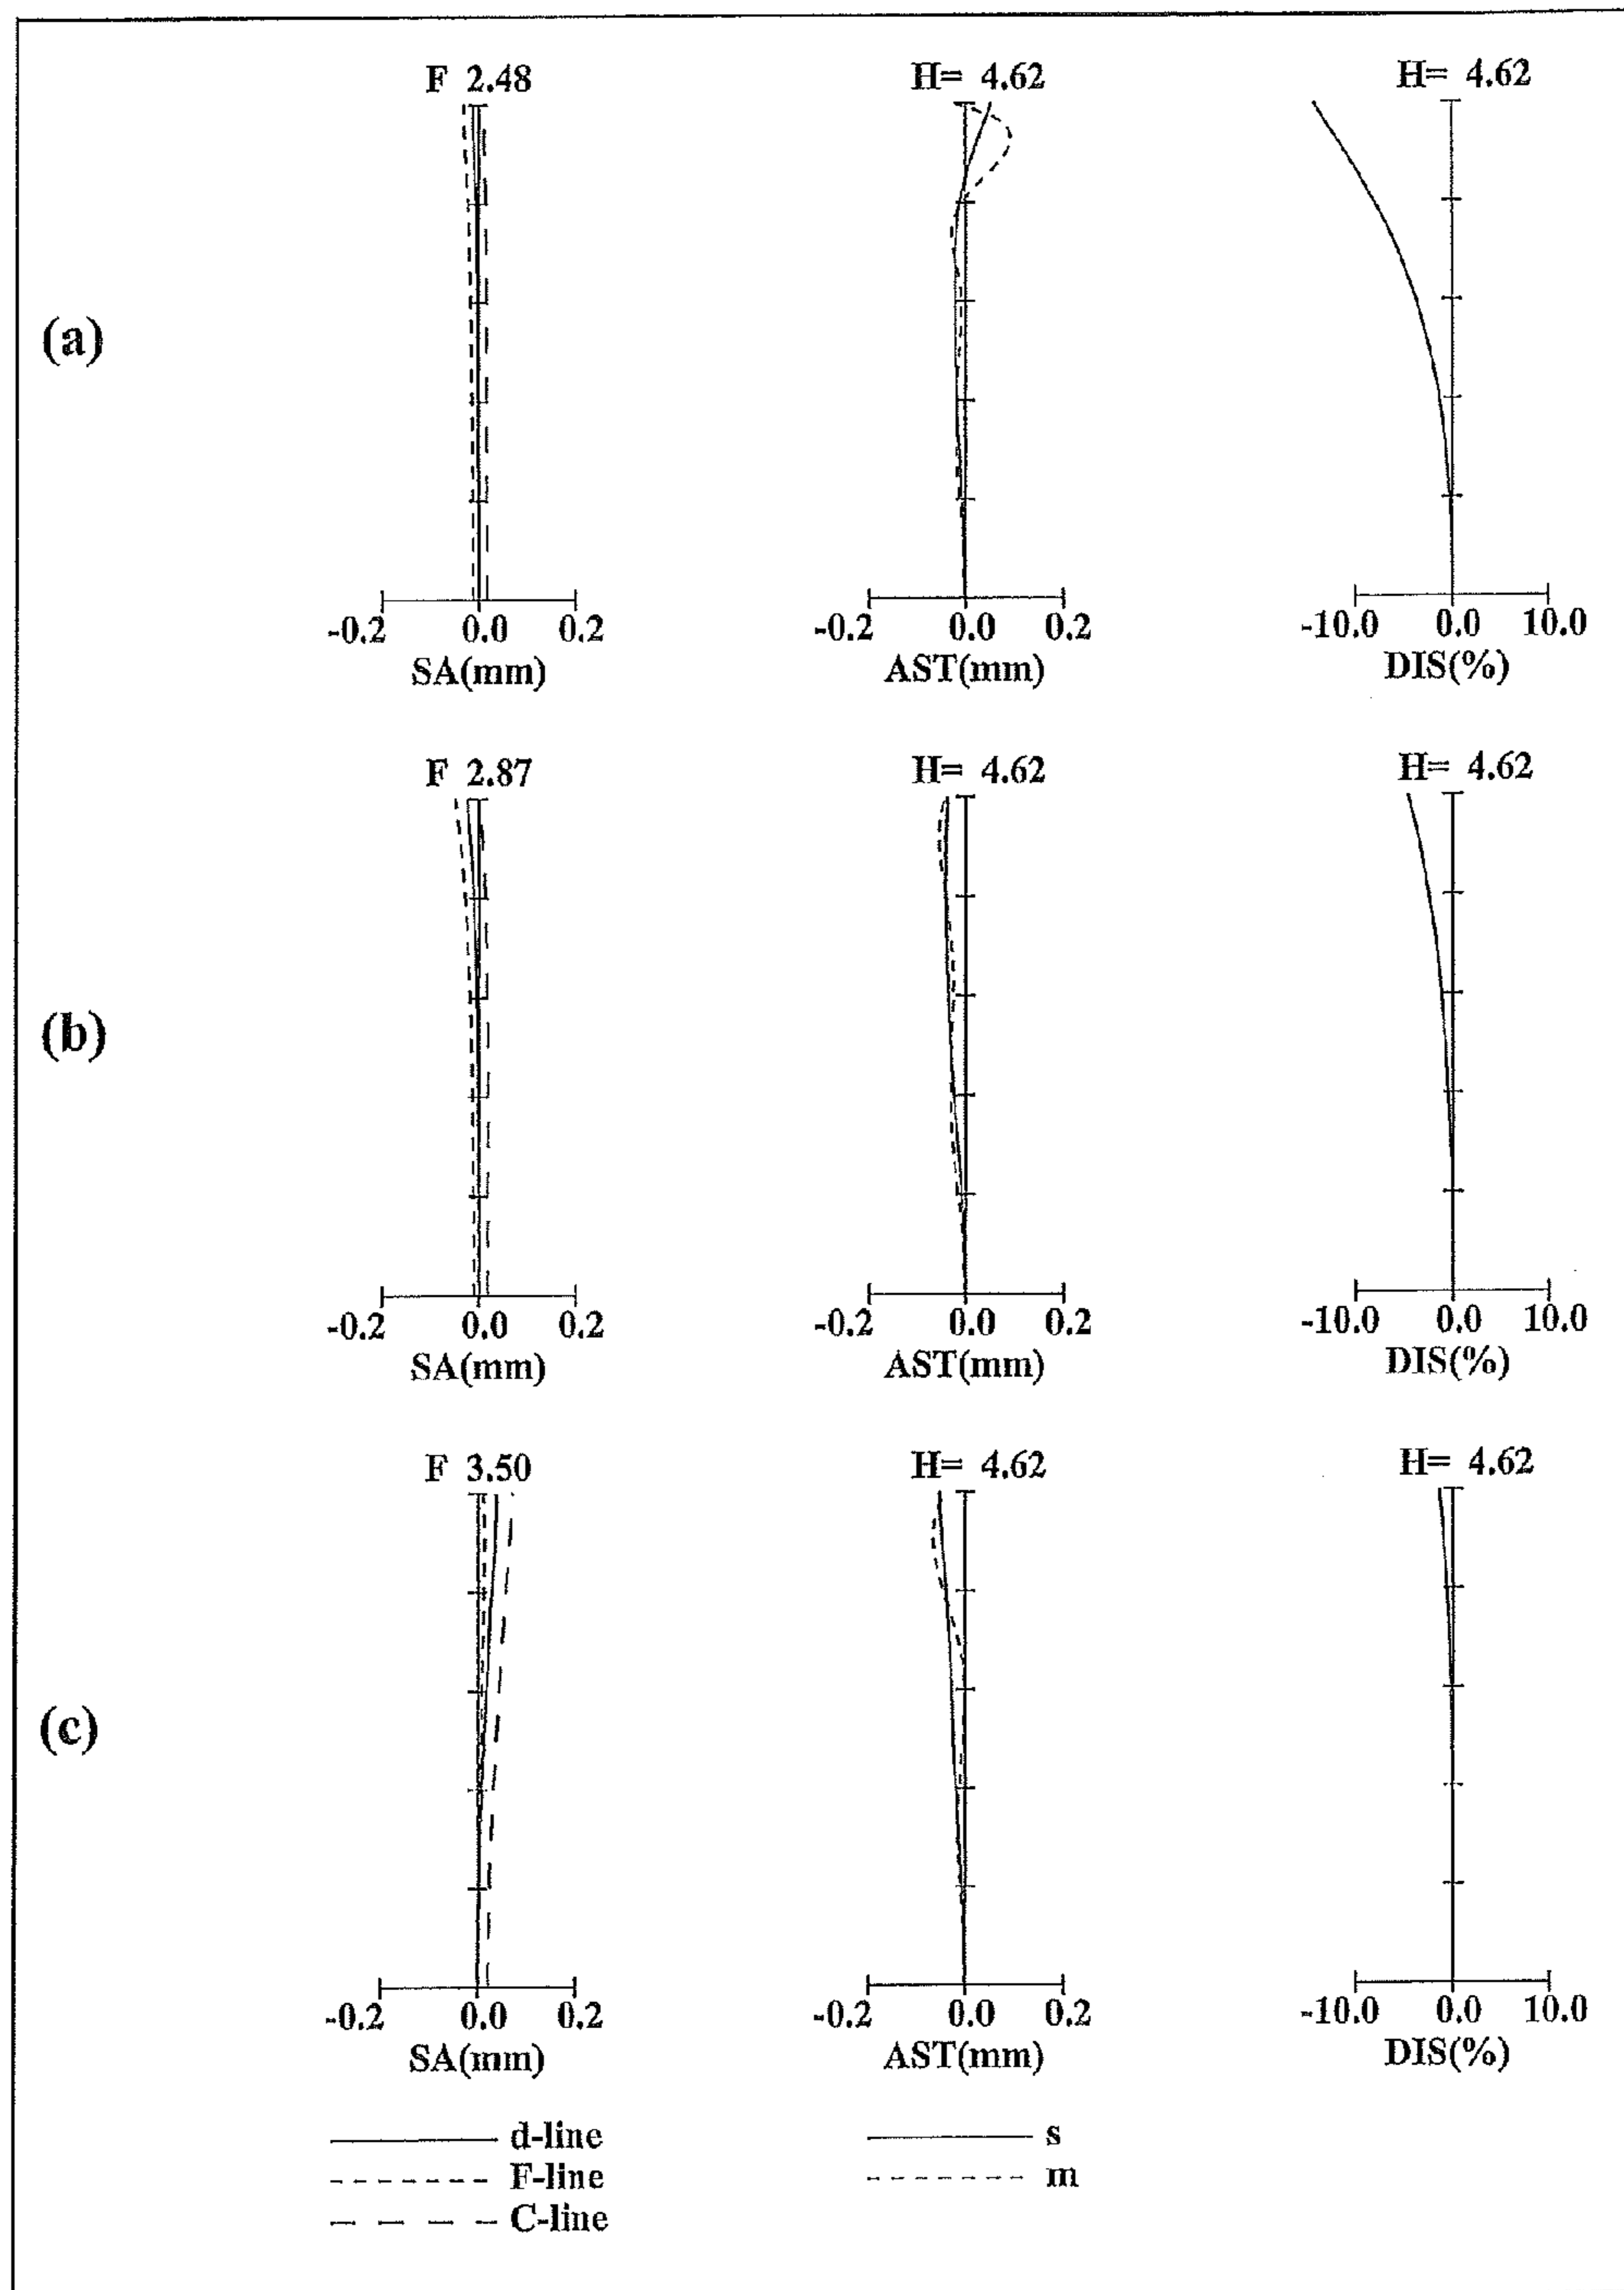 F 2.48 H= 4.62 H= 4.62
(a)
-0.2 0.0 0.2 -0.2 0.0 0.2 -10.0 0.0 10.0
SA(mm) AST(mm) DIS(%)
F 2.87 H= 4.62 H= 4.62
(b)
-0.2 0.0 0.2 -0.2 0.0 0.2 -10.0 0.0 10.0
SA(mm) AST(mm) DIS(%)
F 3.50 H= 4.62 H= 4.62
(c)
-0.2 0.0 0.2 -0.2 0.0 0.2 -10.0 0.0 10.0
SA(mm) AST(mm) DIS(%)
d-line s
F-line m
C-line